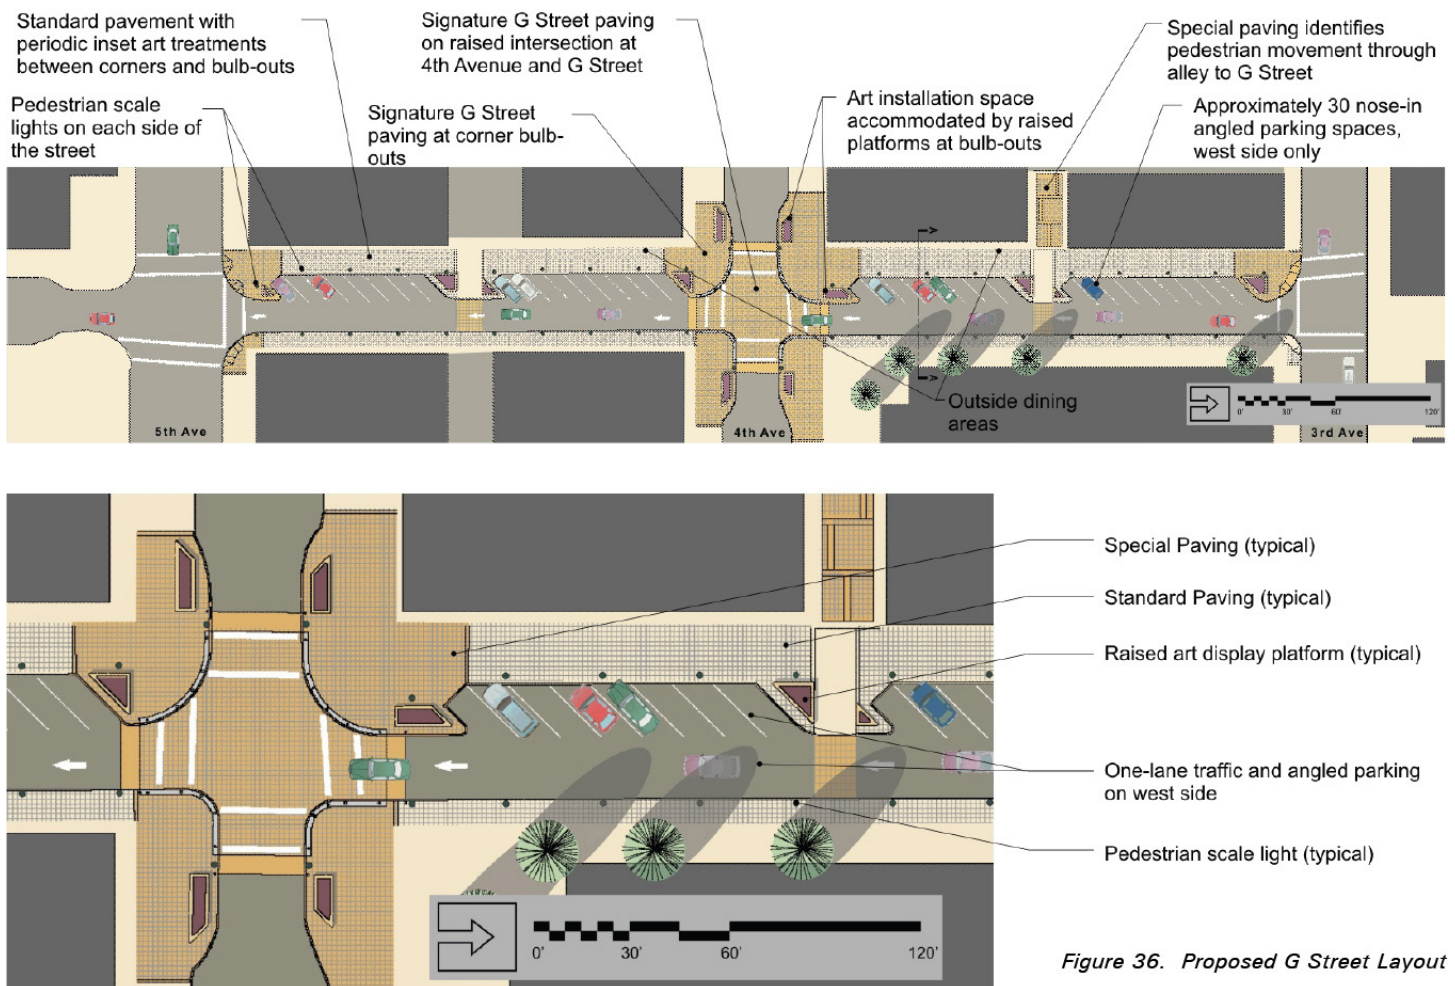 Standard pavement with
periodic inset art treatments
between corners and bulb-outs
Signature G Street paving
on raised intersection at
4th Avenue and G Street
Special paving identifies
pedestrian movement through
alley to G Street
Pedestrian scale
lights on each side of
the street
Signature G Street
paving at corner bulb-
outs
Art installation space
accommodated by raised
platforms at bulb-outs
Approximately 30 nose-in
angled parking spaces,
west side only
Outside dining
areas
0' 30' 60' 120'
5th Ave
4th Ave
3rd Ave
Special Paving (typical)
Standard Paving (typical)
Raised art display platform (typical)
One-lane traffic and angled parking
on west side
Pedestrian scale light (typical)
0' 30' 60' 120'
Figure 36. Proposed G Street Layout